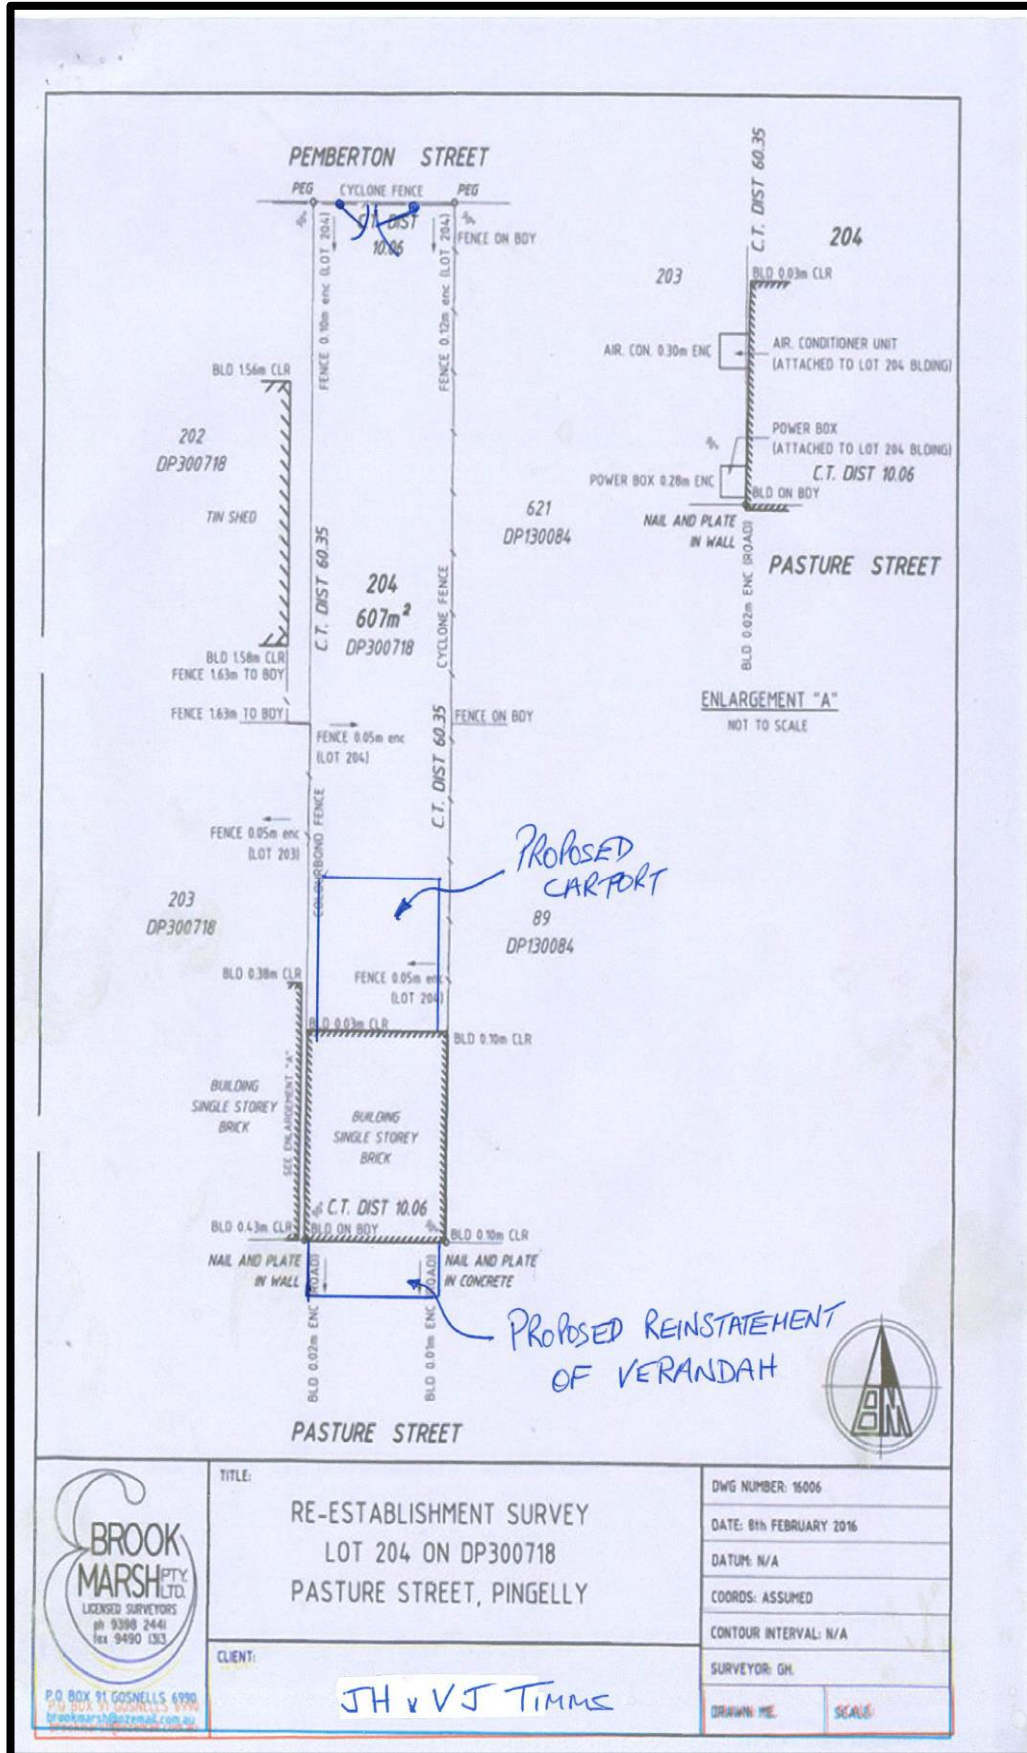 PEMBERTON STREET
PEG CYCLONE FENCE PEG
C.T. DIST
10.06
FENCE ON BDY
FENCE 0.10m enc (LOT 204)
FENCE 0.12m enc (LOT 204)
BLD 1.56m CLR
202
DP300718
TIN SHED
C.T. DIST 60.35
204
607m²
DP300718
CYCLONE FENCE
621
DP130084
BLD 1.58m CLR
FENCE 1.63m TO BDY
FENCE 1.63m TO BDY
FENCE 0.05m enc
(LOT 204)
C.T. DIST 60.35
FENCE ON BDY
FENCE 0.05m enc
(LOT 203)
COLOURBOND FENCE
PROPOSED
CARPORT
203
DP300718
89
DP130084
BLD 0.38m CLR
FENCE 0.05m enc
(LOT 204)
BLD 0.03m CLR
BLD 0.10m CLR
BUILDING
SINGLE STOREY
BRICK
SEE ENLARGEMENT "A"
BUILDING
SINGLE STOREY
BRICK
C.T. DIST 10.06
BLD 0.43m CLR
BLD ON BDY
BLD 0.10m CLR
NAIL AND PLATE
IN WALL
NAIL AND PLATE
IN CONCRETE
BLD 0.02m ENC (ROAD)
BLD 0.01m ENC (ROAD)
PROPOSED REINSTATEMENT
OF VERANDAH
PASTURE STREET
C.T. DIST 60.35
204
203
BLD 0.03m CLR
AIR. CON. 0.30m ENC
AIR. CONDITIONER UNIT
(ATTACHED TO LOT 204 BLDING)
POWER BOX
(ATTACHED TO LOT 204 BLDING)
POWER BOX 0.28m ENC
C.T. DIST 10.06
BLD ON BDY
NAIL AND PLATE
IN WALL
PASTURE STREET
BLD 0.02m ENC (ROAD)
ENLARGEMENT "A"
NOT TO SCALE
BM
BROOK
MARSH PTY. LTD.
LICENSED SURVEYORS
ph 9398 2441
fax 9490 1313
P.O BOX 91 GOSNELLS 6990
brookmarsh@ozemail.com.au
TITLE:
RE-ESTABLISHMENT SURVEY
LOT 204 ON DP300718
PASTURE STREET, PINGELLY
CLIENT:
JH & VJ TIMMS
DWG NUMBER: 16006
DATE: 8th FEBRUARY 2016
DATUM: N/A
COORDS: ASSUMED
CONTOUR INTERVAL: N/A
SURVEYOR: GH.
DRAWN: ME.
SCALE: